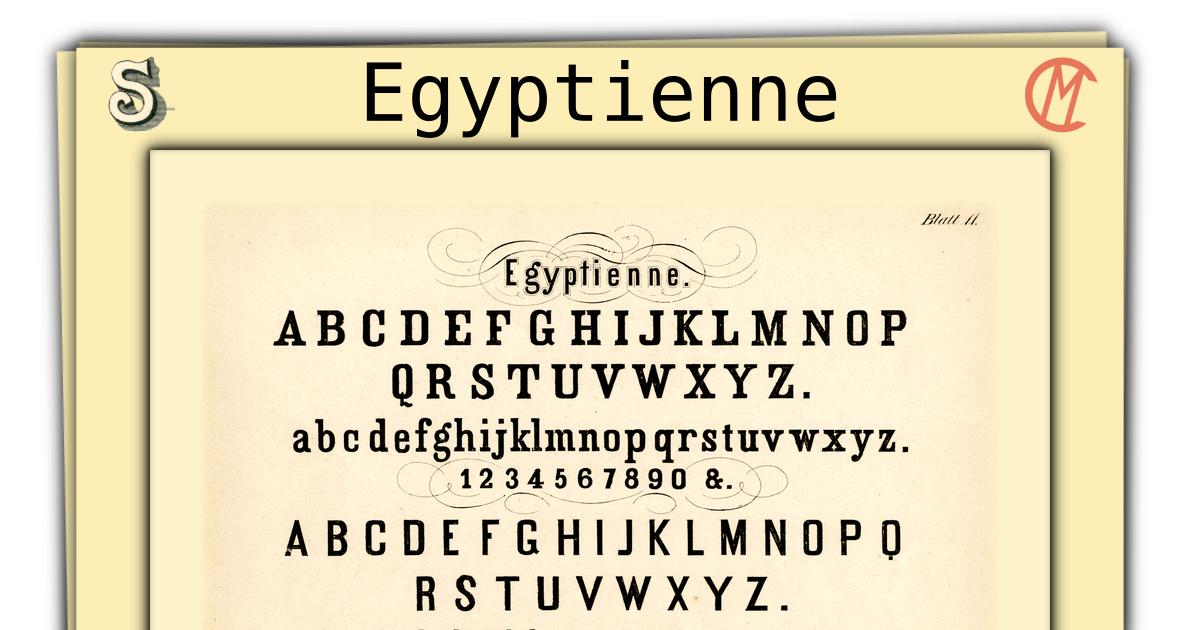 Egyptienne
Blatt 11.
Egyptienne.
ABCDEFGHIJKLMNOP
QRSTUVWXYZ.
abcdefghijklmnopqrstuvwxyz.
1234567890 &.
ABCDEFGHIJKLMNOPQ
RSTUVWXYZ.